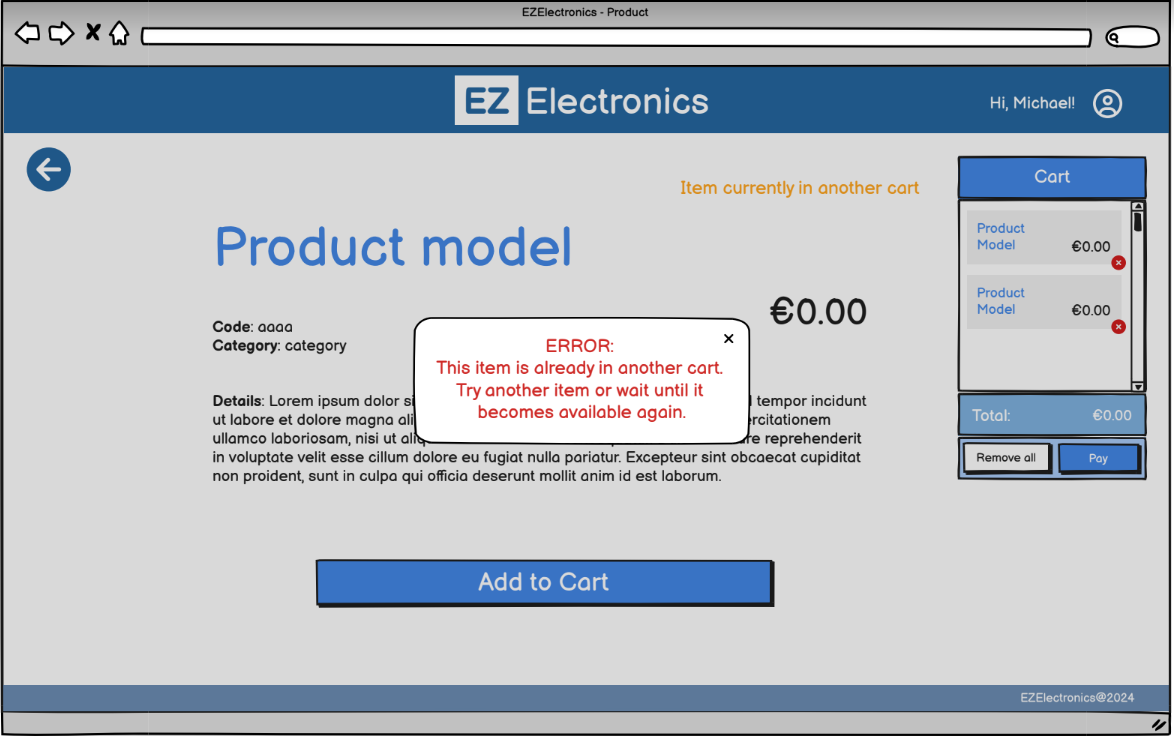 EZElectronics - Product
EZ Electronics
Hi, Michael!
Item currently in another cart
Product model
€0.00
Code: aaaa
Category: category
Details: Lorem ipsum dolor si
tempor incidunt
ut labore et dolore magna ali
ercitationem
ullamco laboriosam, nisi ut aliq
re reprehenderit
in voluptate velit esse cillum dolore eu fugiat nulla pariatur. Excepteur sint obcaecat cupiditat
non proident, sunt in culpa qui officia deserunt mollit anim id est laborum.
ERROR:
This item is already in another cart.
Try another item or wait until it
becomes available again.
Add to Cart
Cart
Product
Model
€0.00
Product
Model
€0.00
Total: €0.00
Remove all
Pay
EZElectronics@2024